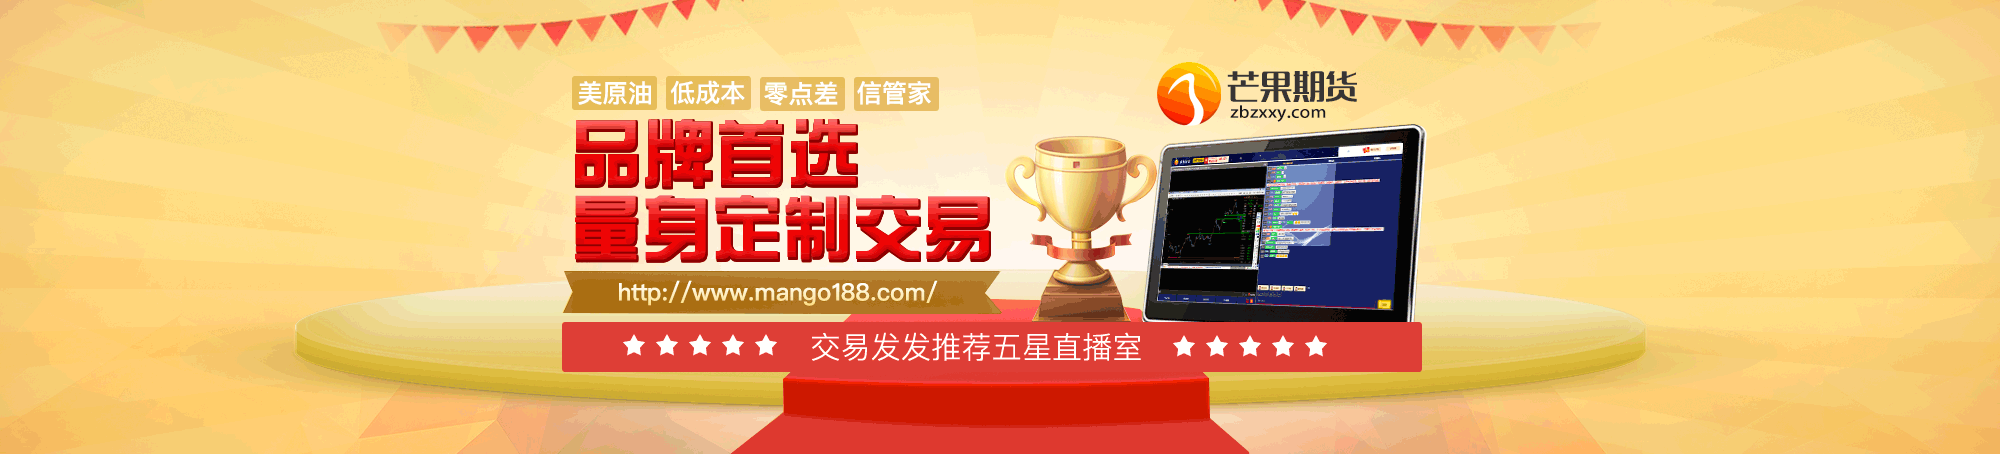 美原油 低成本 零点差 信管家
品牌首选
量身定制交易
http://www.mango188.com/
芒果期货
zbzxxy.com
★★★★★ 交易发发推荐五星直播室 ★★★★★